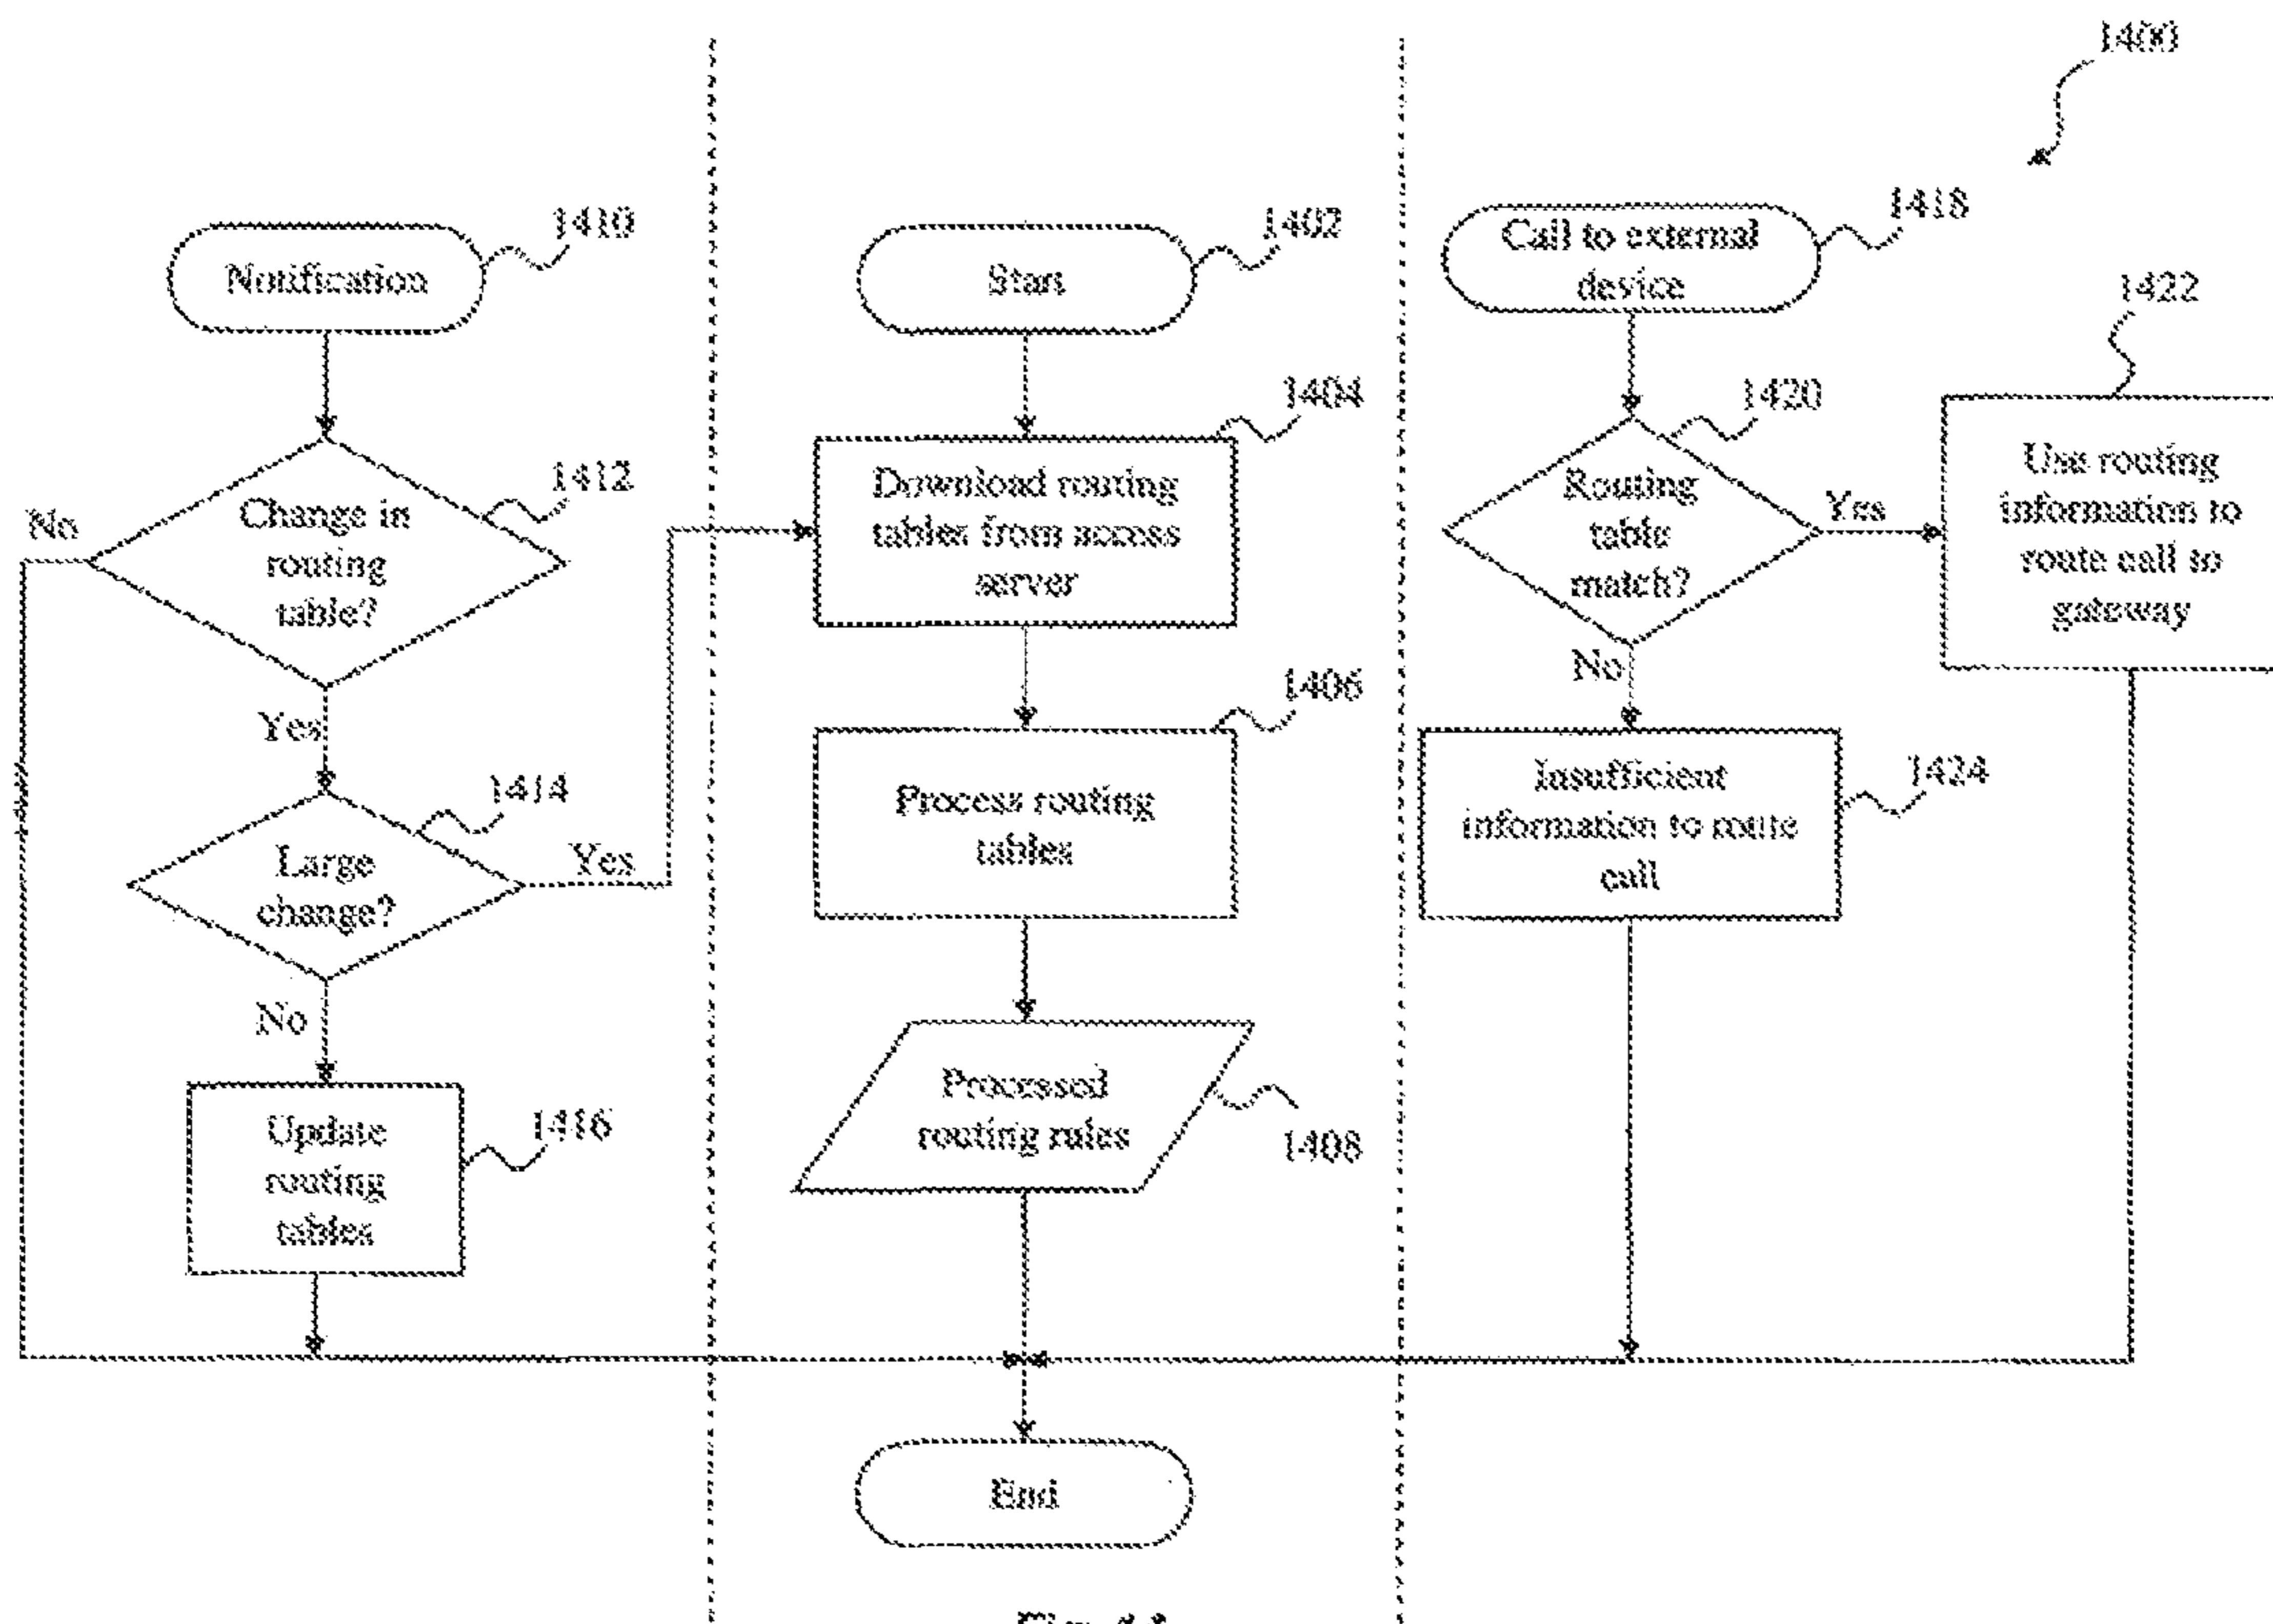 1400
1410
Notification
1412
Change in
routing
table?
No
Yes
1414
Large
change?
Yes
No
1416
Update
routing
tables
1402
Start
1404
Download routing
tables from access
server
1406
Process routing
tables
Processed
routing rules
1408
End
1418
Call to external
device
1420
Routing
table
match?
Yes
No
1422
Use routing
information to
route call to
gateway
1424
Insufficient
information to route
call